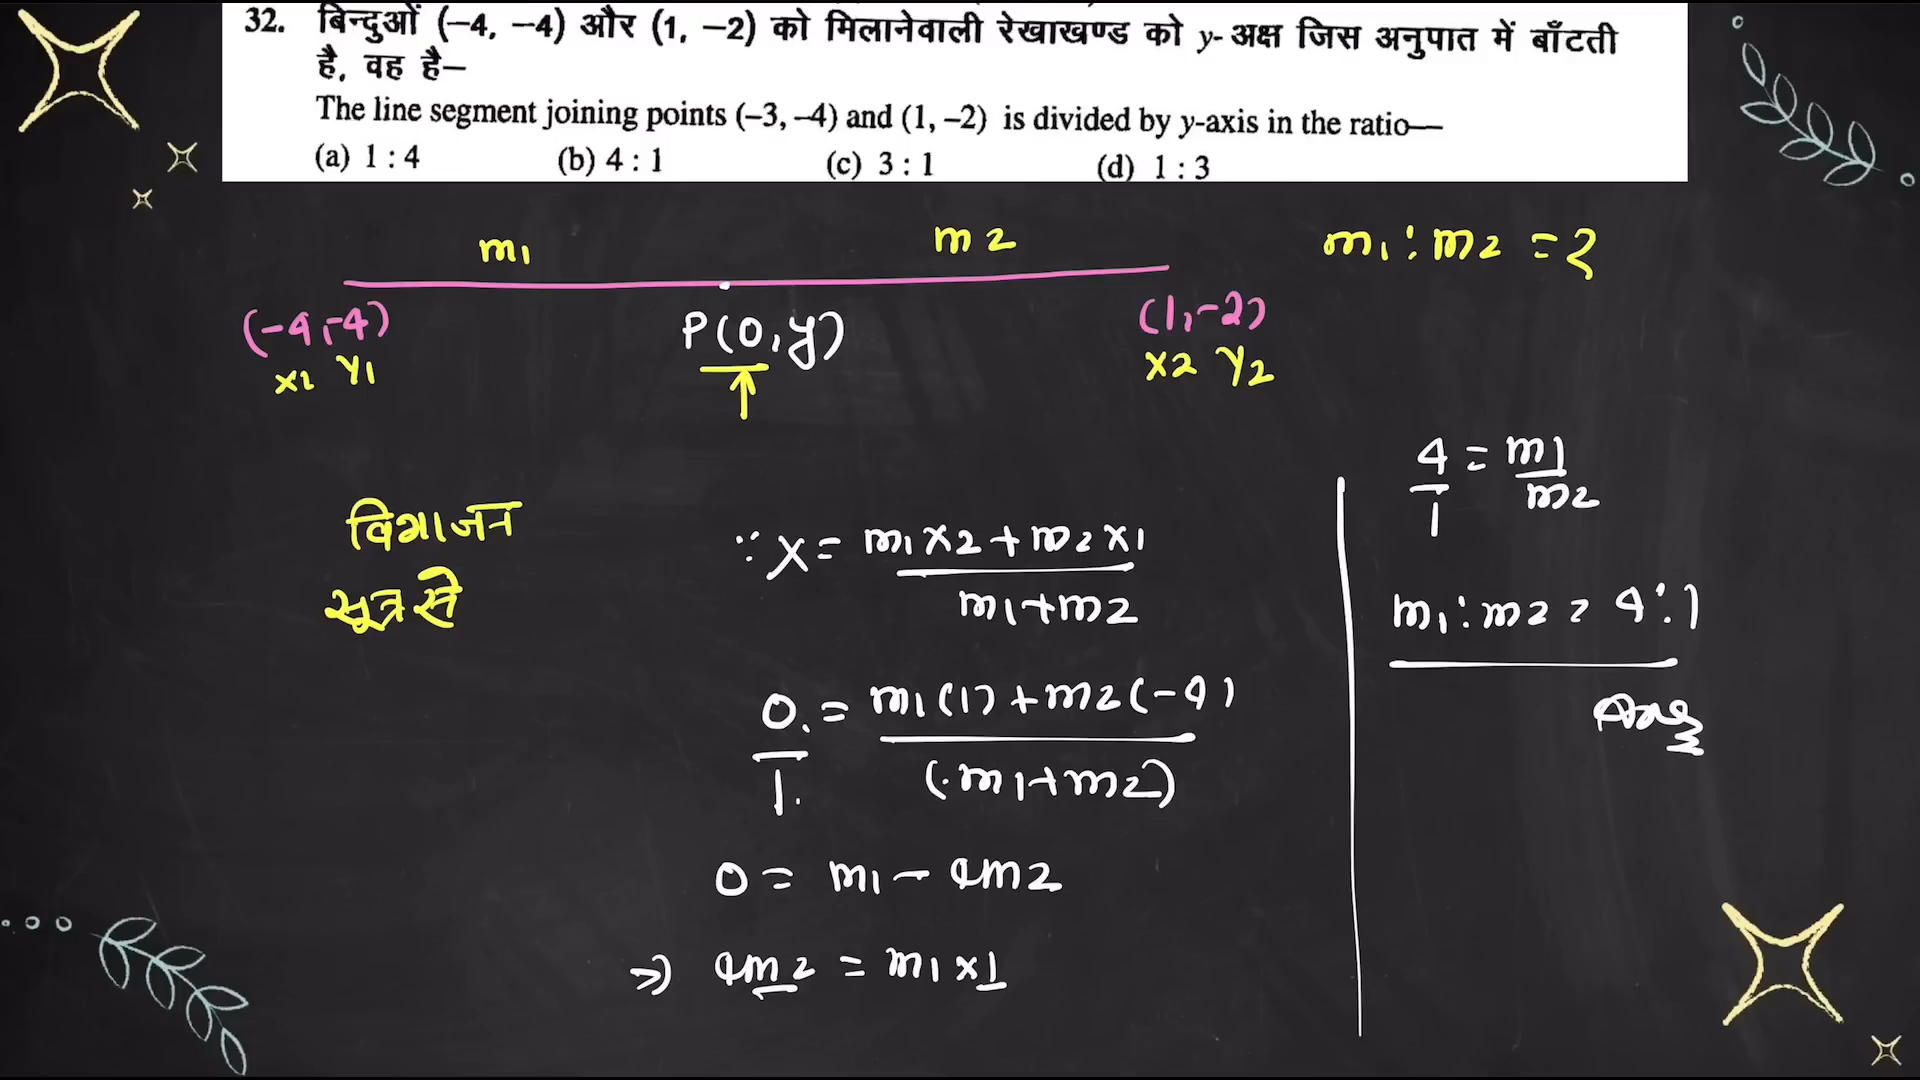 32. बिन्दुओं (–4, –4) और (1, –2) को मिलानेवाली रेखाखण्ड को y- अक्ष जिस अनुपात में बाँटती
है, वह है–
The line segment joining points (–3, –4) and (1, –2) is divided by y-axis in the ratio—
(a) 1 : 4 (b) 4 : 1 (c) 3 : 1 (d) 1 : 3
m1 m2 m1 : m2 = ?
(-4,-4) P(0,y) (1,-2)
x2 y1 x2 y2
विभाजन
सूत्र से
∵ x = m1x2+m2x1
m1+m2
0 = m1(1)+m2(-4)
1 (m1+m2)
0 = m1 - 4m2
⇒ 4m2 = m1×1
4 = m1
1 m2
m1 : m2 = 4 : 1
Ans